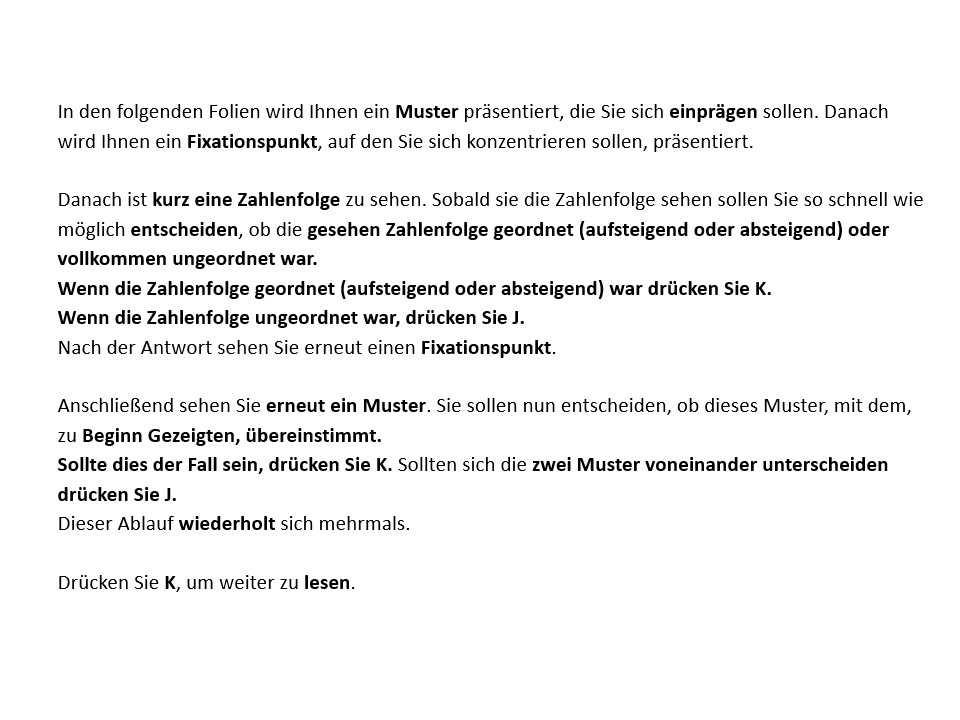 In den folgenden Folien wird Ihnen ein Muster präsentiert, die Sie sich einprägen sollen. Danach
wird Ihnen ein Fixationspunkt, auf den Sie sich konzentrieren sollen, präsentiert.
Danach ist kurz eine Zahlenfolge zu sehen. Sobald sie die Zahlenfolge sehen sollen Sie so schnell wie
möglich entscheiden, ob die gesehen Zahlenfolge geordnet (aufsteigend oder absteigend) oder
vollkommen ungeordnet war.
Wenn die Zahlenfolge geordnet (aufsteigend oder absteigend) war drücken Sie K.
Wenn die Zahlenfolge ungeordnet war, drücken Sie J.
Nach der Antwort sehen Sie erneut einen Fixationspunkt.
Anschließend sehen Sie erneut ein Muster. Sie sollen nun entscheiden, ob dieses Muster, mit dem,
zu Beginn Gezeigten, übereinstimmt.
Sollte dies der Fall sein, drücken Sie K. Sollten sich die zwei Muster voneinander unterscheiden
drücken Sie J.
Dieser Ablauf wiederholt sich mehrmals.
Drücken Sie K, um weiter zu lesen.